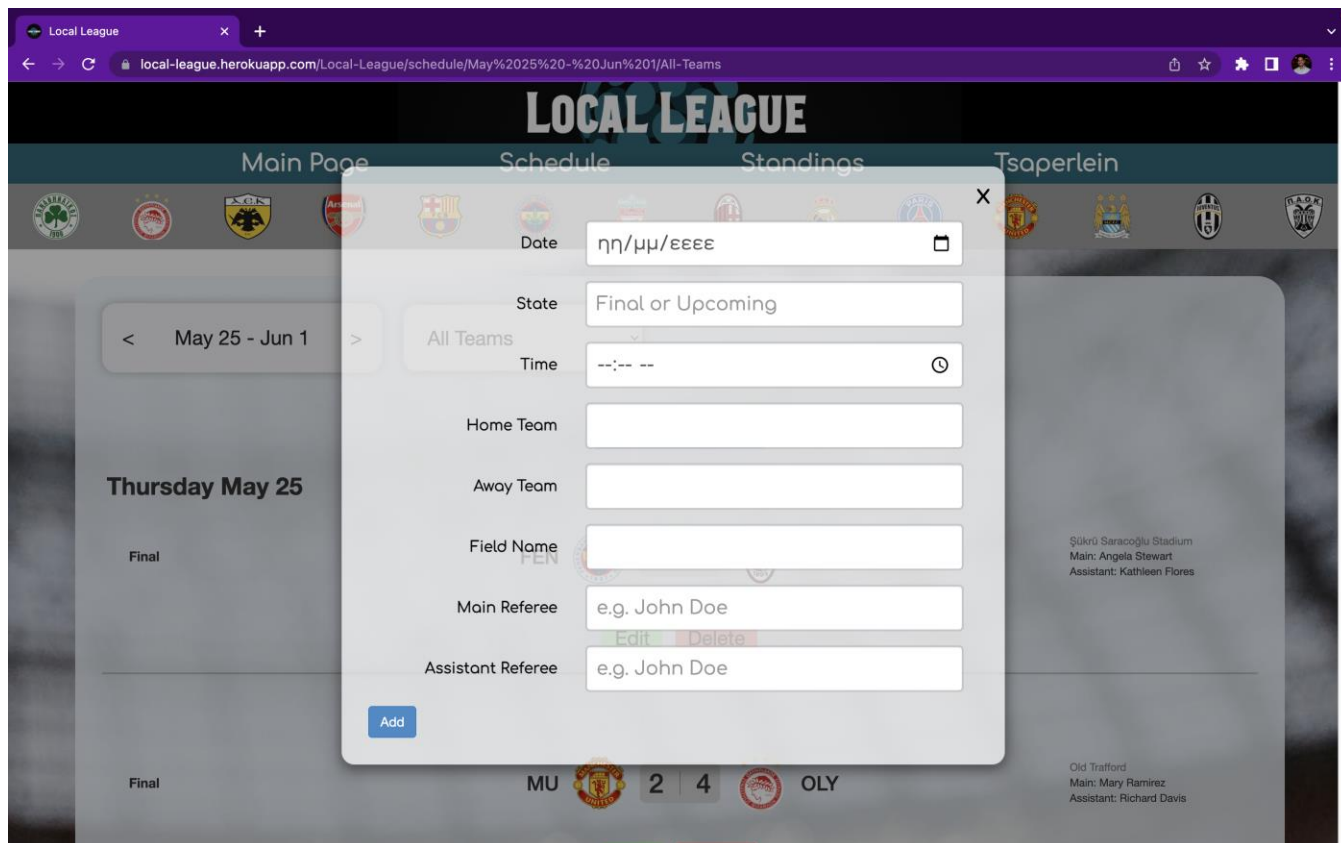 Local League
local-league.herokuapp.com/Local-League/schedule/May%2025%20-%20Jun%201/All-Teams
LOCAL LEAGUE
Main Page Schedule Standings Tsaperlein
X
Date ηη/μμ/εεεε
State Final or Upcoming
< May 25 - Jun 1 > All Teams
Time --:-- --
Home Team
Thursday May 25
Away Team
Field Name
Final FEN
Şükrü Saracoğlu Stadium
Main: Angela Stewart
Assistant: Kathleen Flores
Main Referee e.g. John Doe
Edit Delete
Assistant Referee e.g. John Doe
Add
Final MU 2 4 OLY
Old Trafford
Main: Mary Ramirez
Assistant: Richard Davis